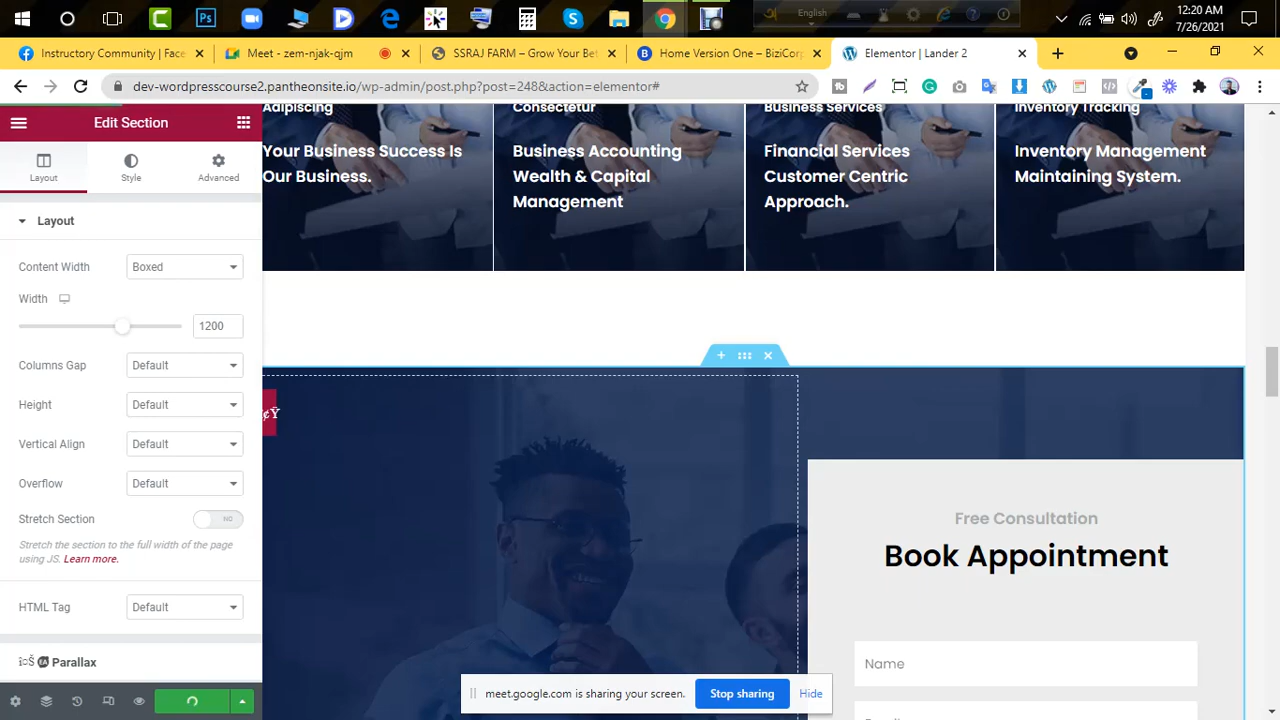 English
12:20 AM
7/26/2021
Instructory Community | Face
Meet - zem-njak-qjm
SSRAJ FARM – Grow Your Bet
Home Version One – BiziCorp
Elementor | Lander 2
dev-wordpresscourse2.pantheonsite.io/wp-admin/post.php?post=248&action=elementor#
Edit Section
Layout
Style
Advanced
Layout
Content Width
Boxed
Width
1200
Columns Gap
Default
Height
Default
Vertical Align
Default
Overflow
Default
Stretch Section
NO
Stretch the section to the full width of the page
using JS. Learn more.
HTML Tag
Default
EA Parallax
Adipiscing
Your Business Success Is
Our Business.
Consectetur
Business Accounting
Wealth & Capital
Management
Business Services
Financial Services
Customer Centric
Approach.
Inventory Tracking
Inventory Management
Maintaining System.
Free Consultation
Book Appointment
Name
meet.google.com is sharing your screen.
Stop sharing
Hide